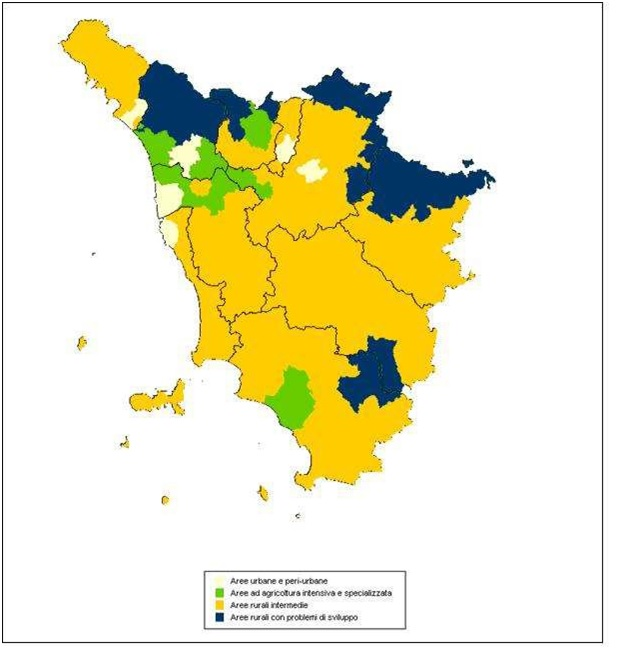 Aree urbane e peri-urbane
Aree ad agricoltura intensiva e specializzata
Aree rurali intermedie
Aree rurali con problemi di sviluppo